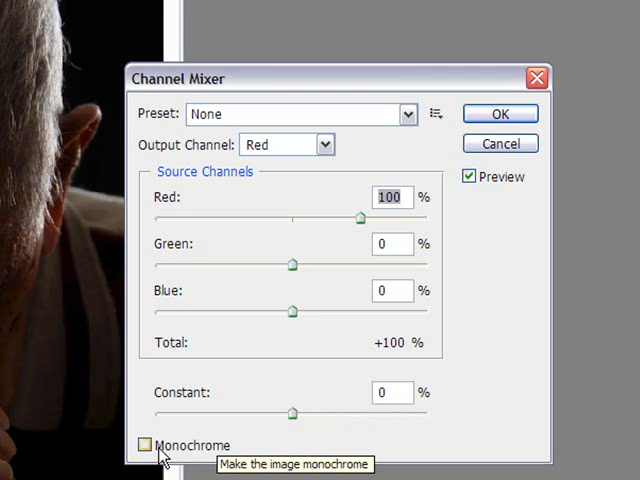 Channel Mixer
Preset: None
OK
Output Channel: Red
Cancel
Source Channels
Preview
Red: 100 %
Green: 0 %
Blue: 0 %
Total: +100 %
Constant: 0 %
Monochrome
Make the image monochrome